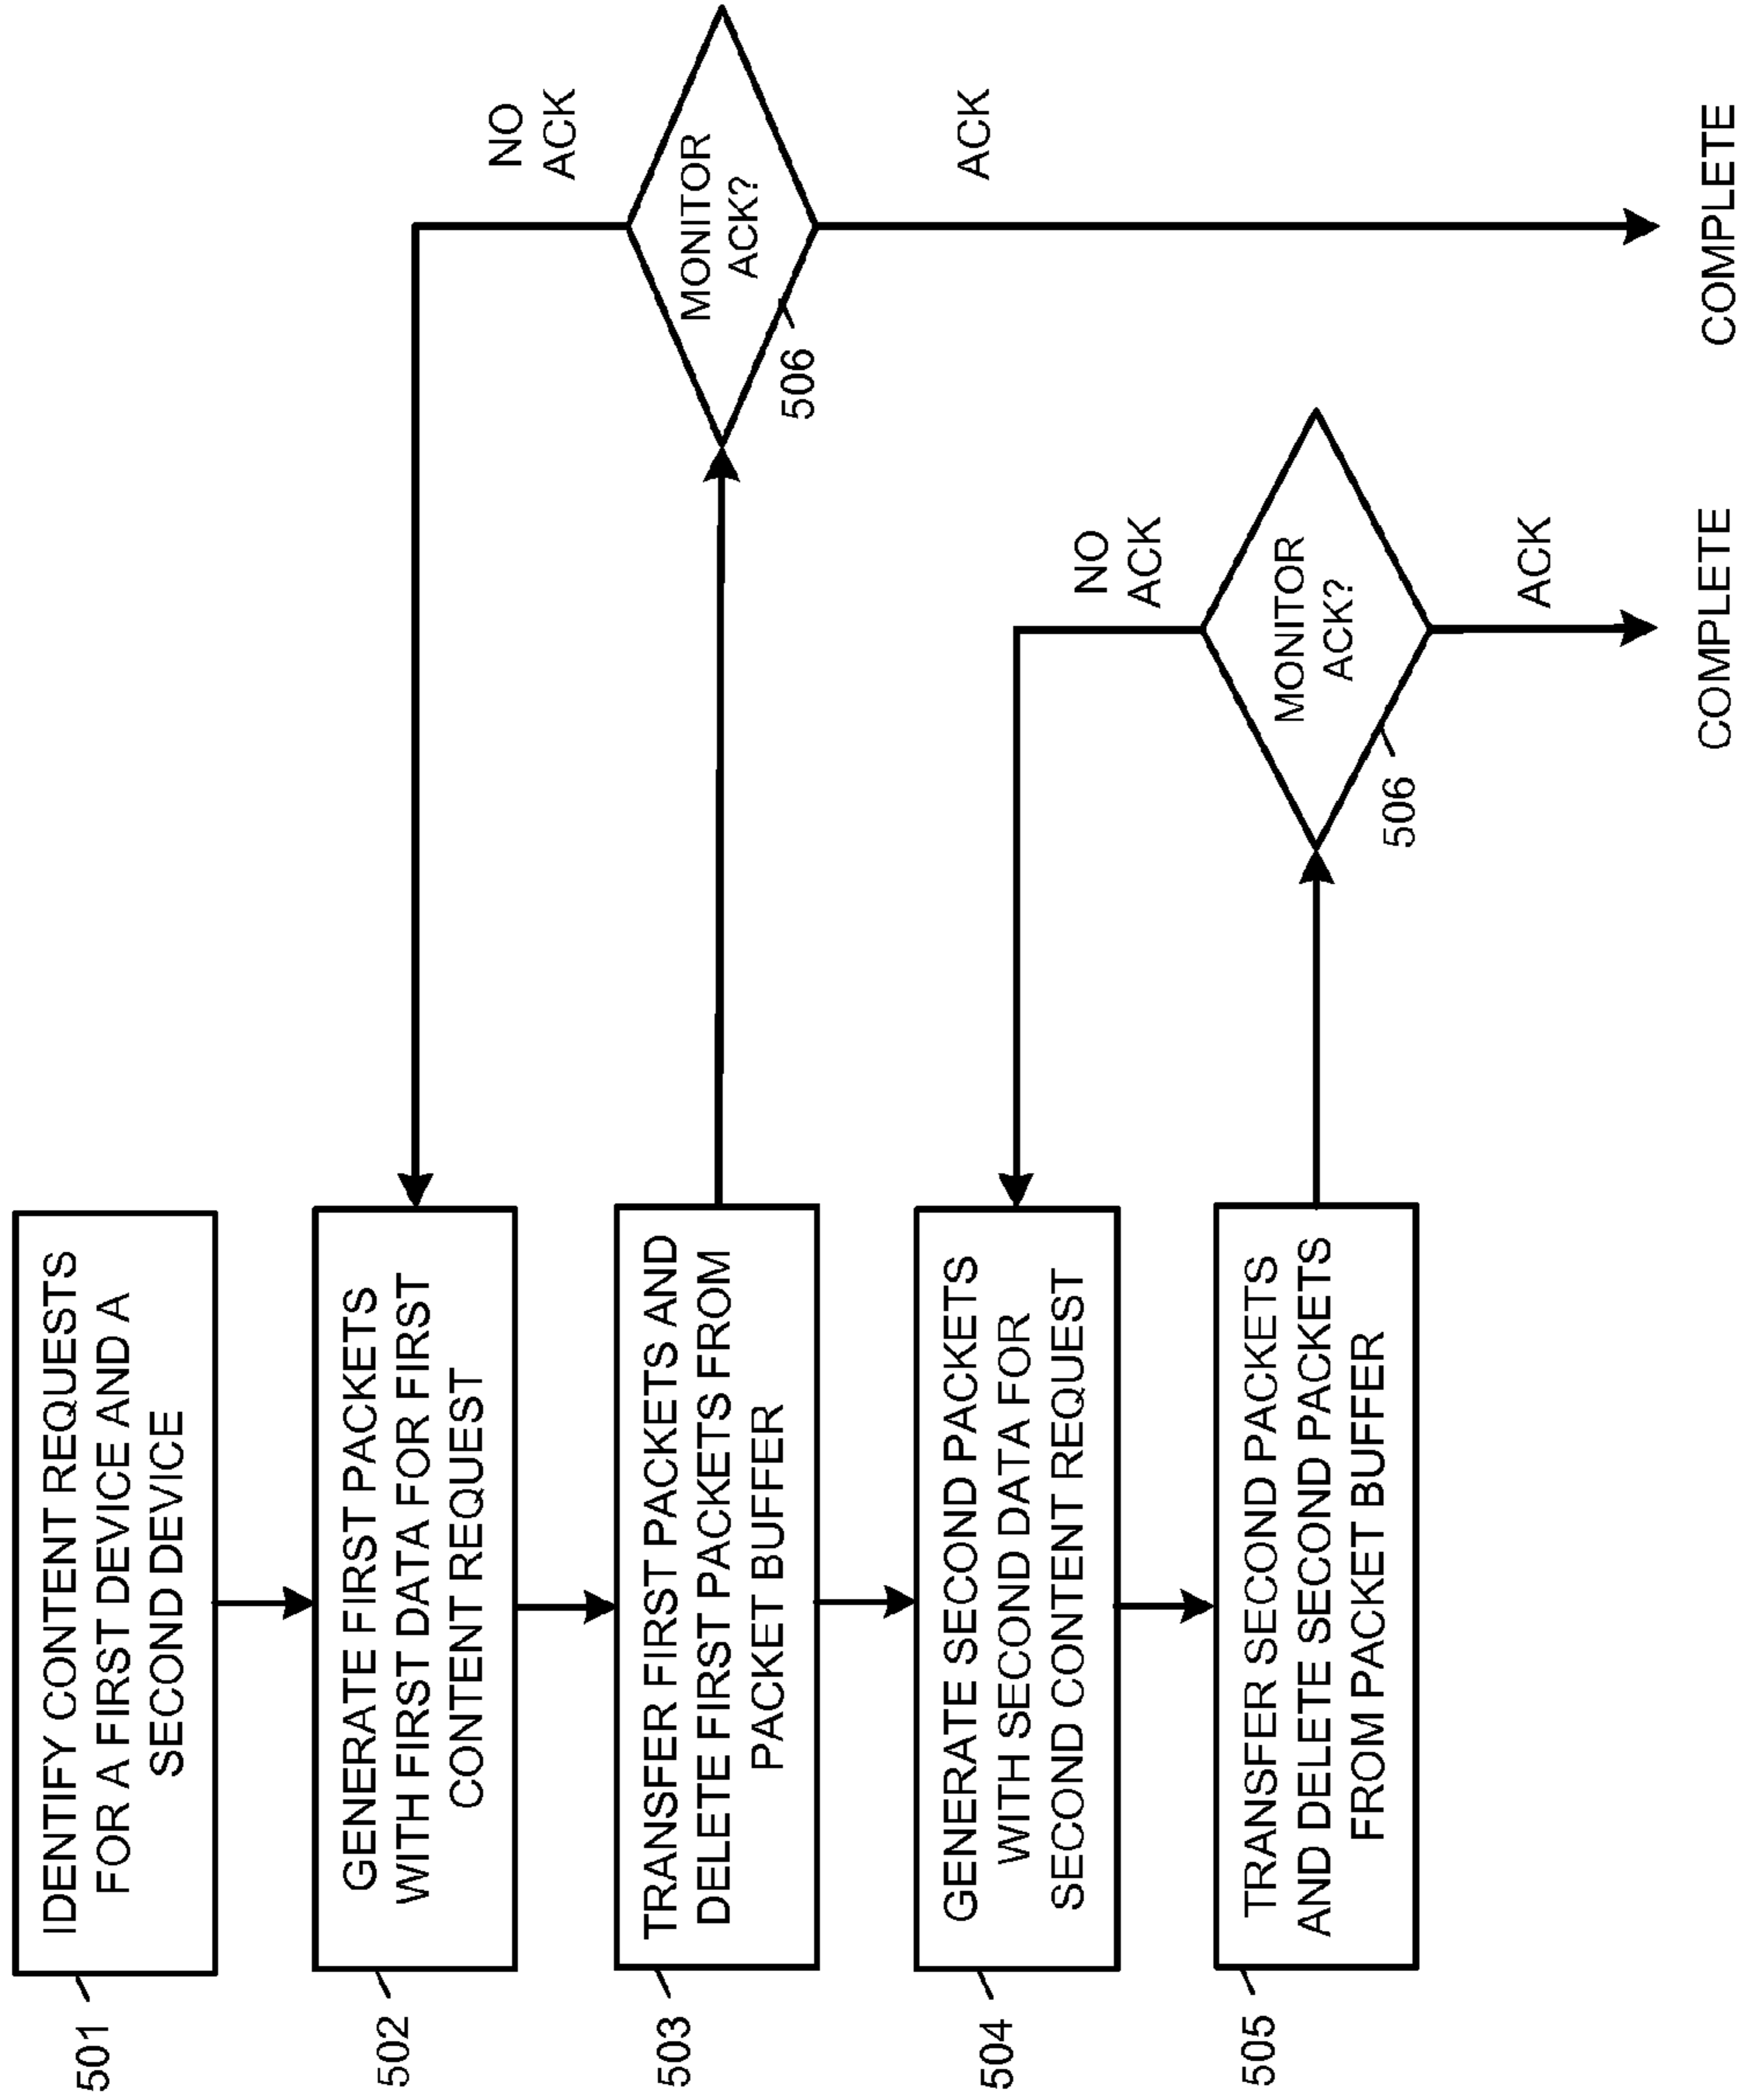 501
IDENTIFY CONTENT REQUESTS
FOR A FIRST DEVICE AND A
SECOND DEVICE
502
GENERATE FIRST PACKETS
WITH FIRST DATA FOR FIRST
CONTENT REQUEST
NO
ACK
503
TRANSFER FIRST PACKETS AND
DELETE FIRST PACKETS FROM
PACKET BUFFER
MONITOR
ACK?
506
ACK
COMPLETE
504
GENERATE SECOND PACKETS
WITH SECOND DATA FOR
SECOND CONTENT REQUEST
NO
ACK
505
TRANSFER SECOND PACKETS
AND DELETE SECOND PACKETS
FROM PACKET BUFFER
MONITOR
ACK?
506
ACK
COMPLETE